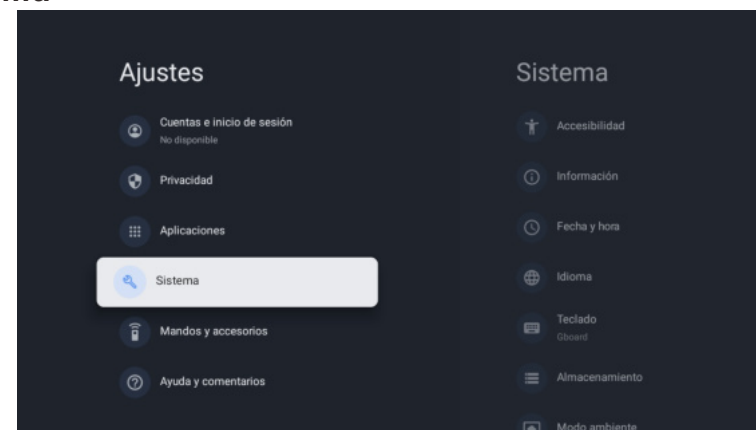 Ajustes
Cuentas e inicio de sesión
No disponible
Privacidad
Aplicaciones
Sistema
Mandos y accesorios
Ayuda y comentarios
Sistema
Accesibilidad
Información
Fecha y hora
Idioma
Teclado
Gboard
Almacenamiento
Modo ambiente